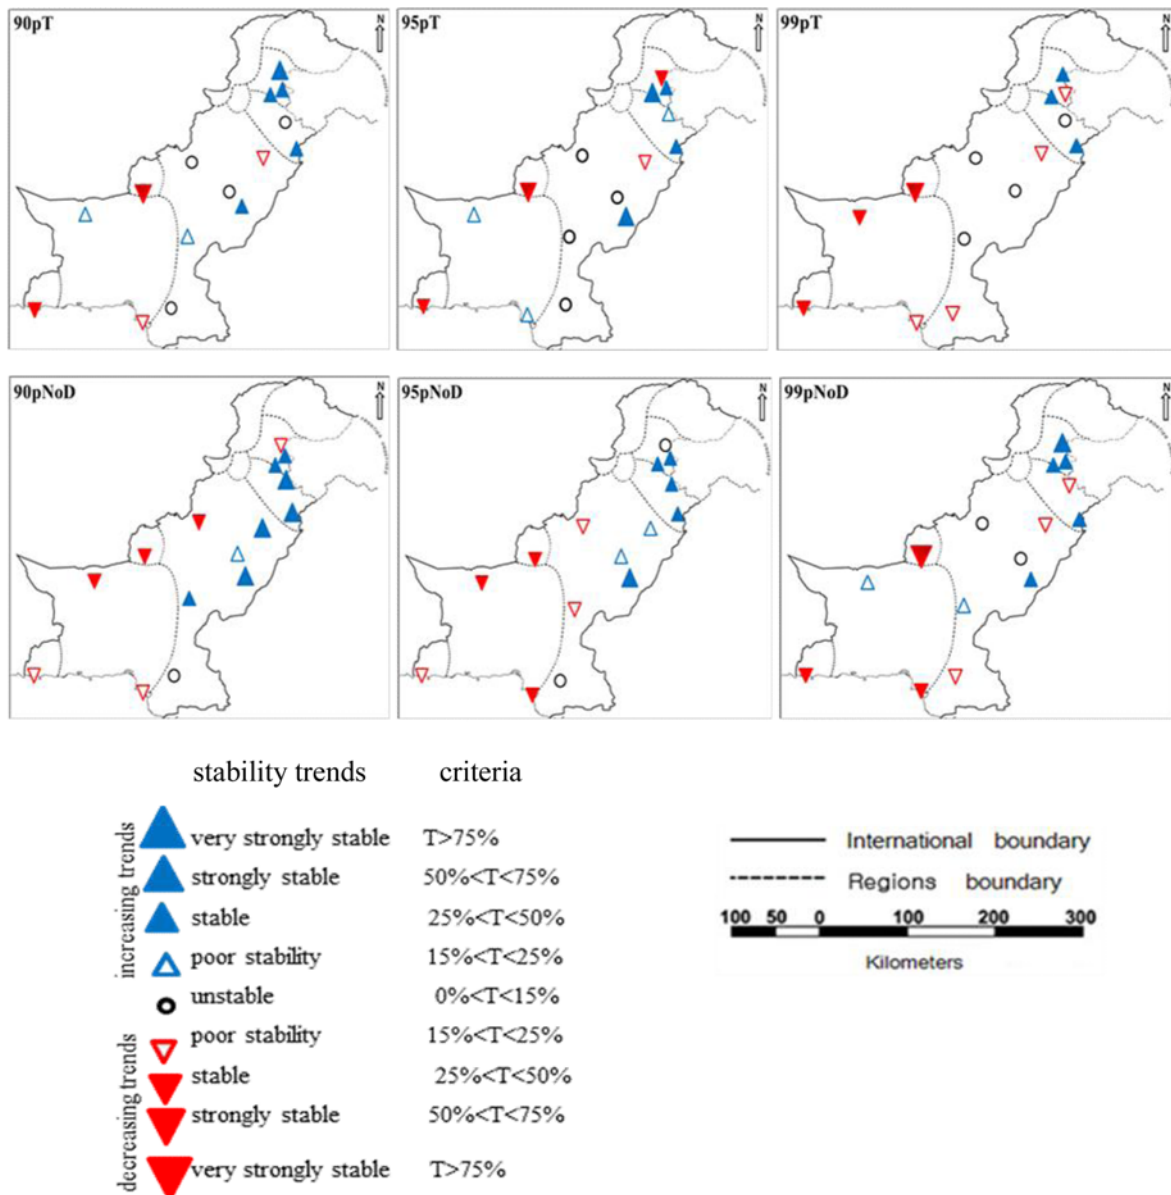 90pT
N
95pT
N
99pT
N
90pNoD
N
95pNoD
N
99pNoD
N
stability trends criteria
increasing trends
very strongly stable T>75%
strongly stable 50%<T<75%
stable 25%<T<50%
poor stability 15%<T<25%
unstable 0%<T<15%
decreasing trends
poor stability 15%<T<25%
stable 25%<T<50%
strongly stable 50%<T<75%
very strongly stable T>75%
International boundary
Regions boundary
100 50 0 100 200 300
Kilometers